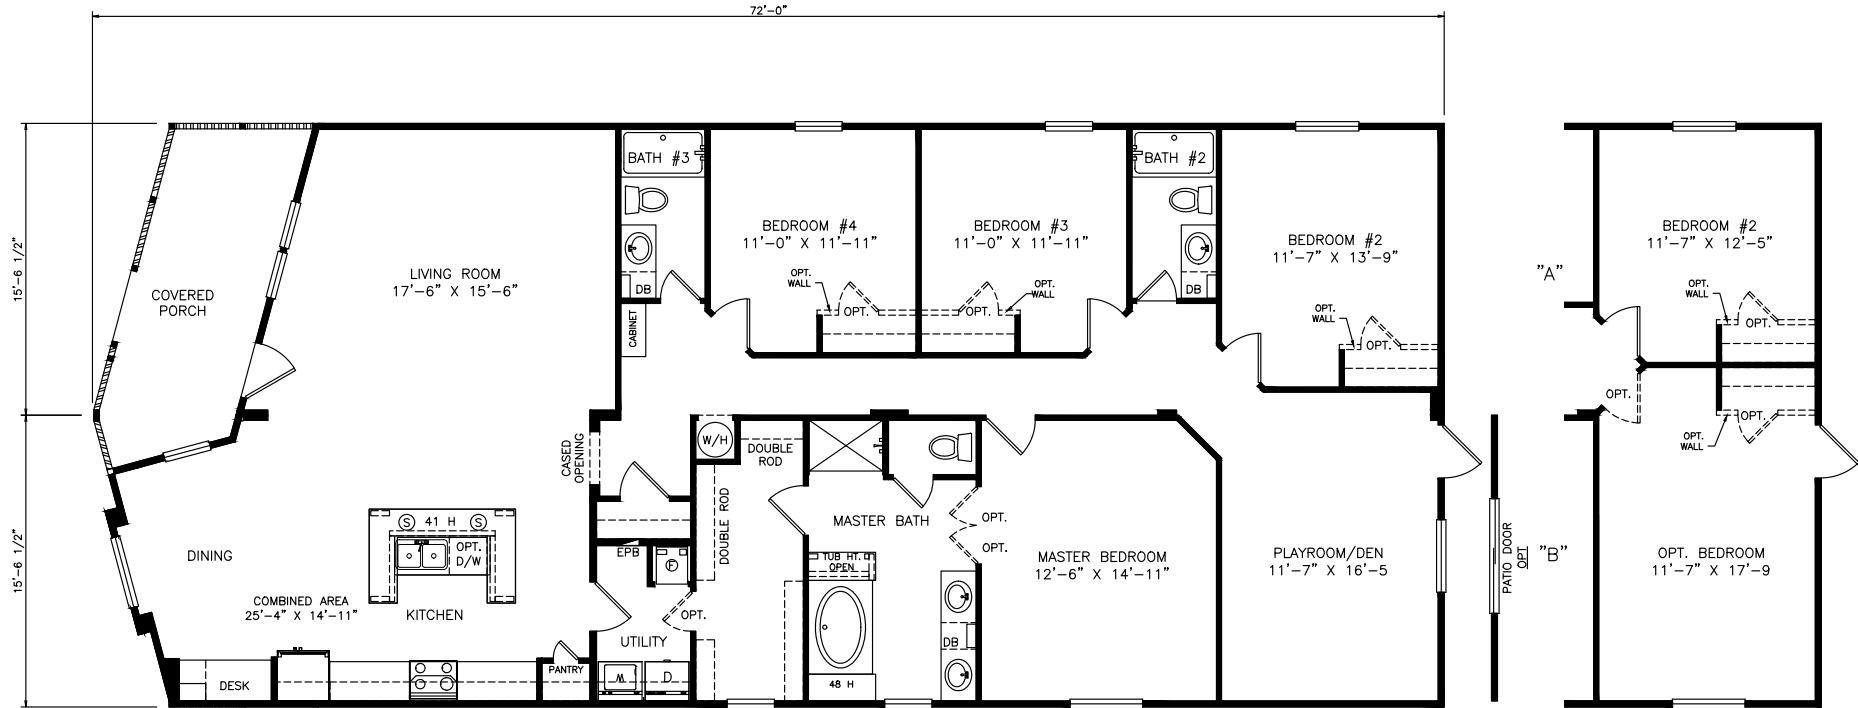 72'-0"
15'-6 1/2"
15'-6 1/2"
COVERED
PORCH
LIVING ROOM
17'-6" X 15'-6"
BATH #3
DB
CABINET
BEDROOM #4
11'-0" X 11'-11"
OPT.
WALL
OPT.
BEDROOM #3
11'-0" X 11'-11"
OPT.
WALL
OPT.
BATH #2
DB
BEDROOM #2
11'-7" X 13'-9"
OPT.
WALL
OPT.
"A"
BEDROOM #2
11'-7" X 12'-5"
OPT.
WALL
OPT.
OPT.
OPT.
OPT.
WALL
CASED
OPENING
W/H
DOUBLE
ROD
DOUBLE ROD
MASTER BATH
OPT.
OPT.
TUB HT.
OPEN
48 H
DB
MASTER BEDROOM
12'-6" X 14'-11"
PLAYROOM/DEN
11'-7" X 16'-5
PATIO DOOR
OPT
"B"
OPT. BEDROOM
11'-7" X 17'-9
DINING
S 41 H S
OPT.
D/W
COMBINED AREA
25'-4" X 14'-11"
KITCHEN
EPB
F
OPT.
UTILITY
W
D
PANTRY
DESK